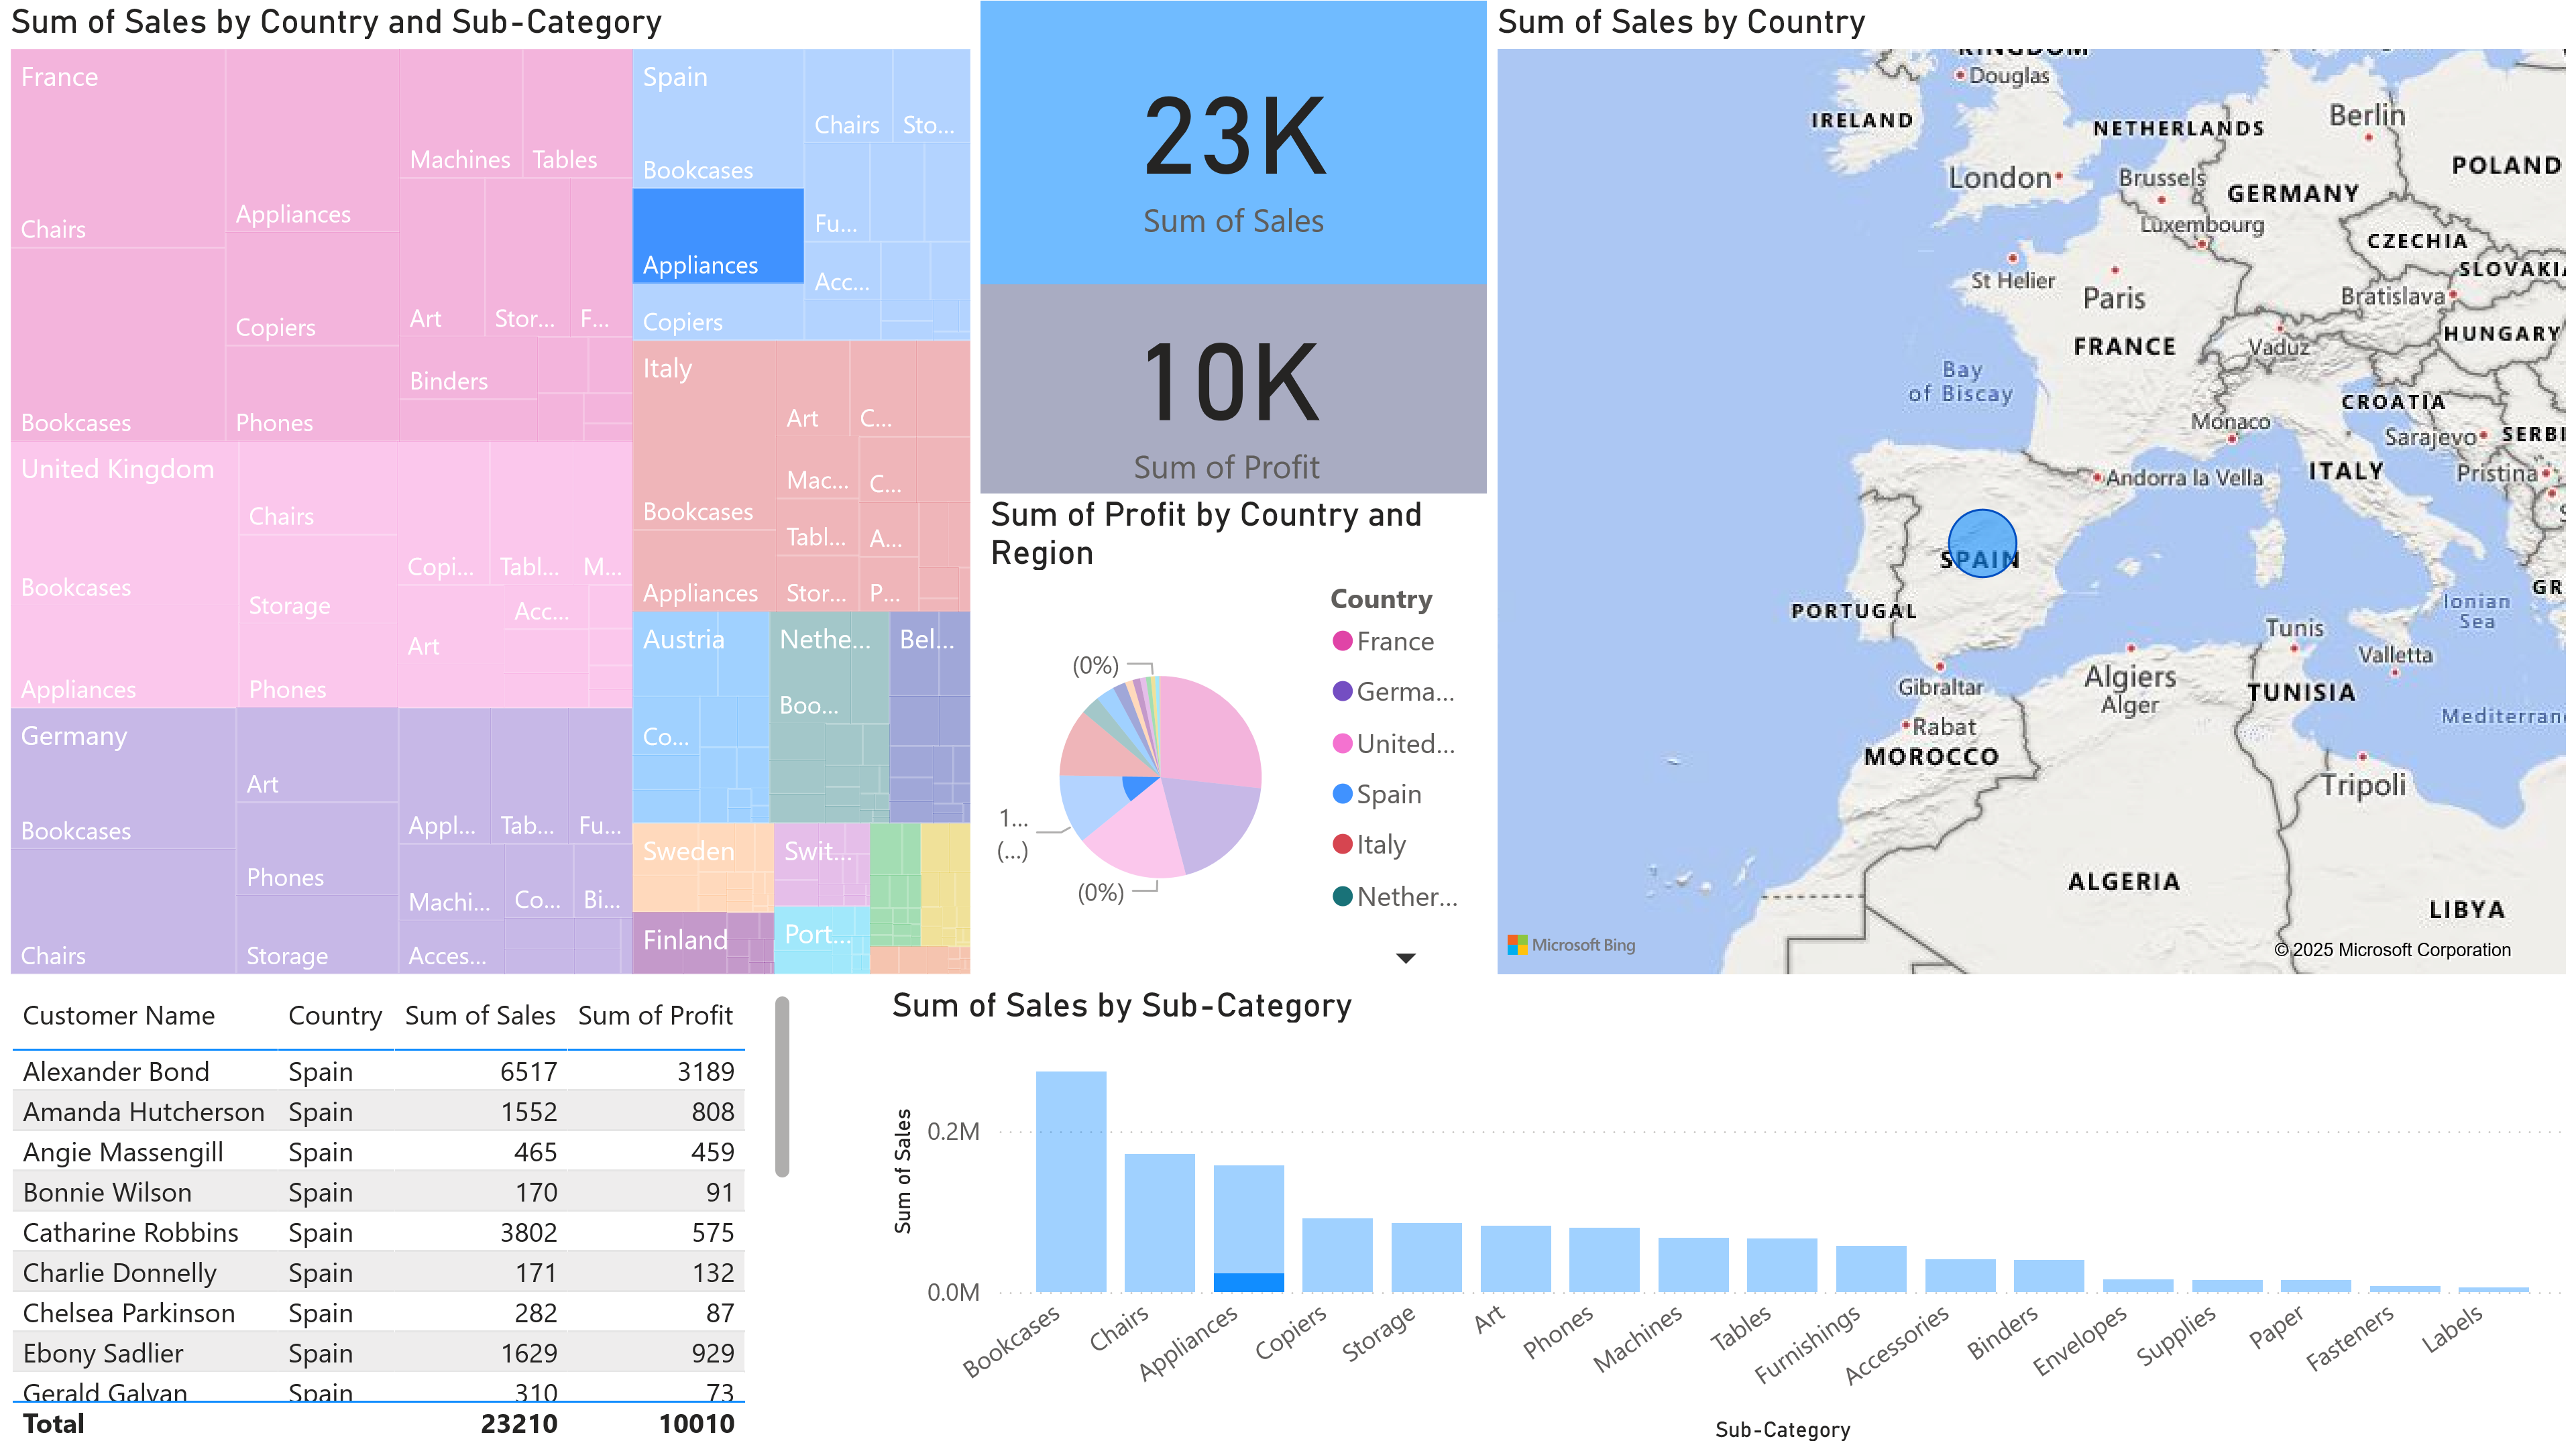 Sum of Sales by Country and Sub-Category
France
Chairs
Bookcases
Appliances
Copiers
Phones
Machines
Tables
Art
Stor...
F...
Binders
United Kingdom
Bookcases
Appliances
Chairs
Storage
Phones
Copi...
Tabl...
M...
Art
Acc...
Germany
Bookcases
Chairs
Art
Phones
Storage
Appl...
Tab...
Fu...
Machi...
Co...
Bi...
Acces...
Spain
Bookcases
Appliances
Copiers
Chairs
Sto...
Fu...
Acc...
Italy
Bookcases
Appliances
Art
C...
Mac...
C...
Tabl...
A...
Stor...
P...
Austria
Co...
Nethe...
Boo...
Bel...
Sweden
Finland
Swit...
Port...
23K
Sum of Sales
10K
Sum of Profit
Sum of Profit by Country and
Region
(0%)
1...
(...)
(0%)
Country
France
Germa...
United...
Spain
Italy
Nether...
Sum of Sales by Country
KINGDOM
Douglas
IRELAND
NETHERLANDS
Berlin
POLAND
London
Brussels
GERMANY
Luxembourg
CZECHIA
SLOVAKIA
St Helier
Paris
Bratislava
FRANCE
Vaduz
HUNGARY
Bay
of Biscay
CROATIA
Monaco
Sarajevo
SERBI
Andorra la Vella
ITALY
Pristina
SPAIN
PORTUGAL
Ionian
Sea
GR
Tunis
Valletta
Gibraltar
Algiers
Alger
TUNISIA
Rabat
Mediterran
MOROCCO
Tripoli
ALGERIA
LIBYA
Microsoft Bing
© 2025 Microsoft Corporation
Customer Name Country Sum of Sales Sum of Profit
Alexander Bond Spain 6517 3189
Amanda Hutcherson Spain 1552 808
Angie Massengill Spain 465 459
Bonnie Wilson Spain 170 91
Catharine Robbins Spain 3802 575
Charlie Donnelly Spain 171 132
Chelsea Parkinson Spain 282 87
Ebony Sadlier Spain 1629 929
Gerald Galvan Spain 310 73
Total 23210 10010
Sum of Sales by Sub-Category
Sum of Sales
0.2M
0.0M
Bookcases
Chairs
Appliances
Copiers
Storage
Art
Phones
Machines
Tables
Furnishings
Accessories
Binders
Envelopes
Supplies
Paper
Fasteners
Labels
Sub-Category